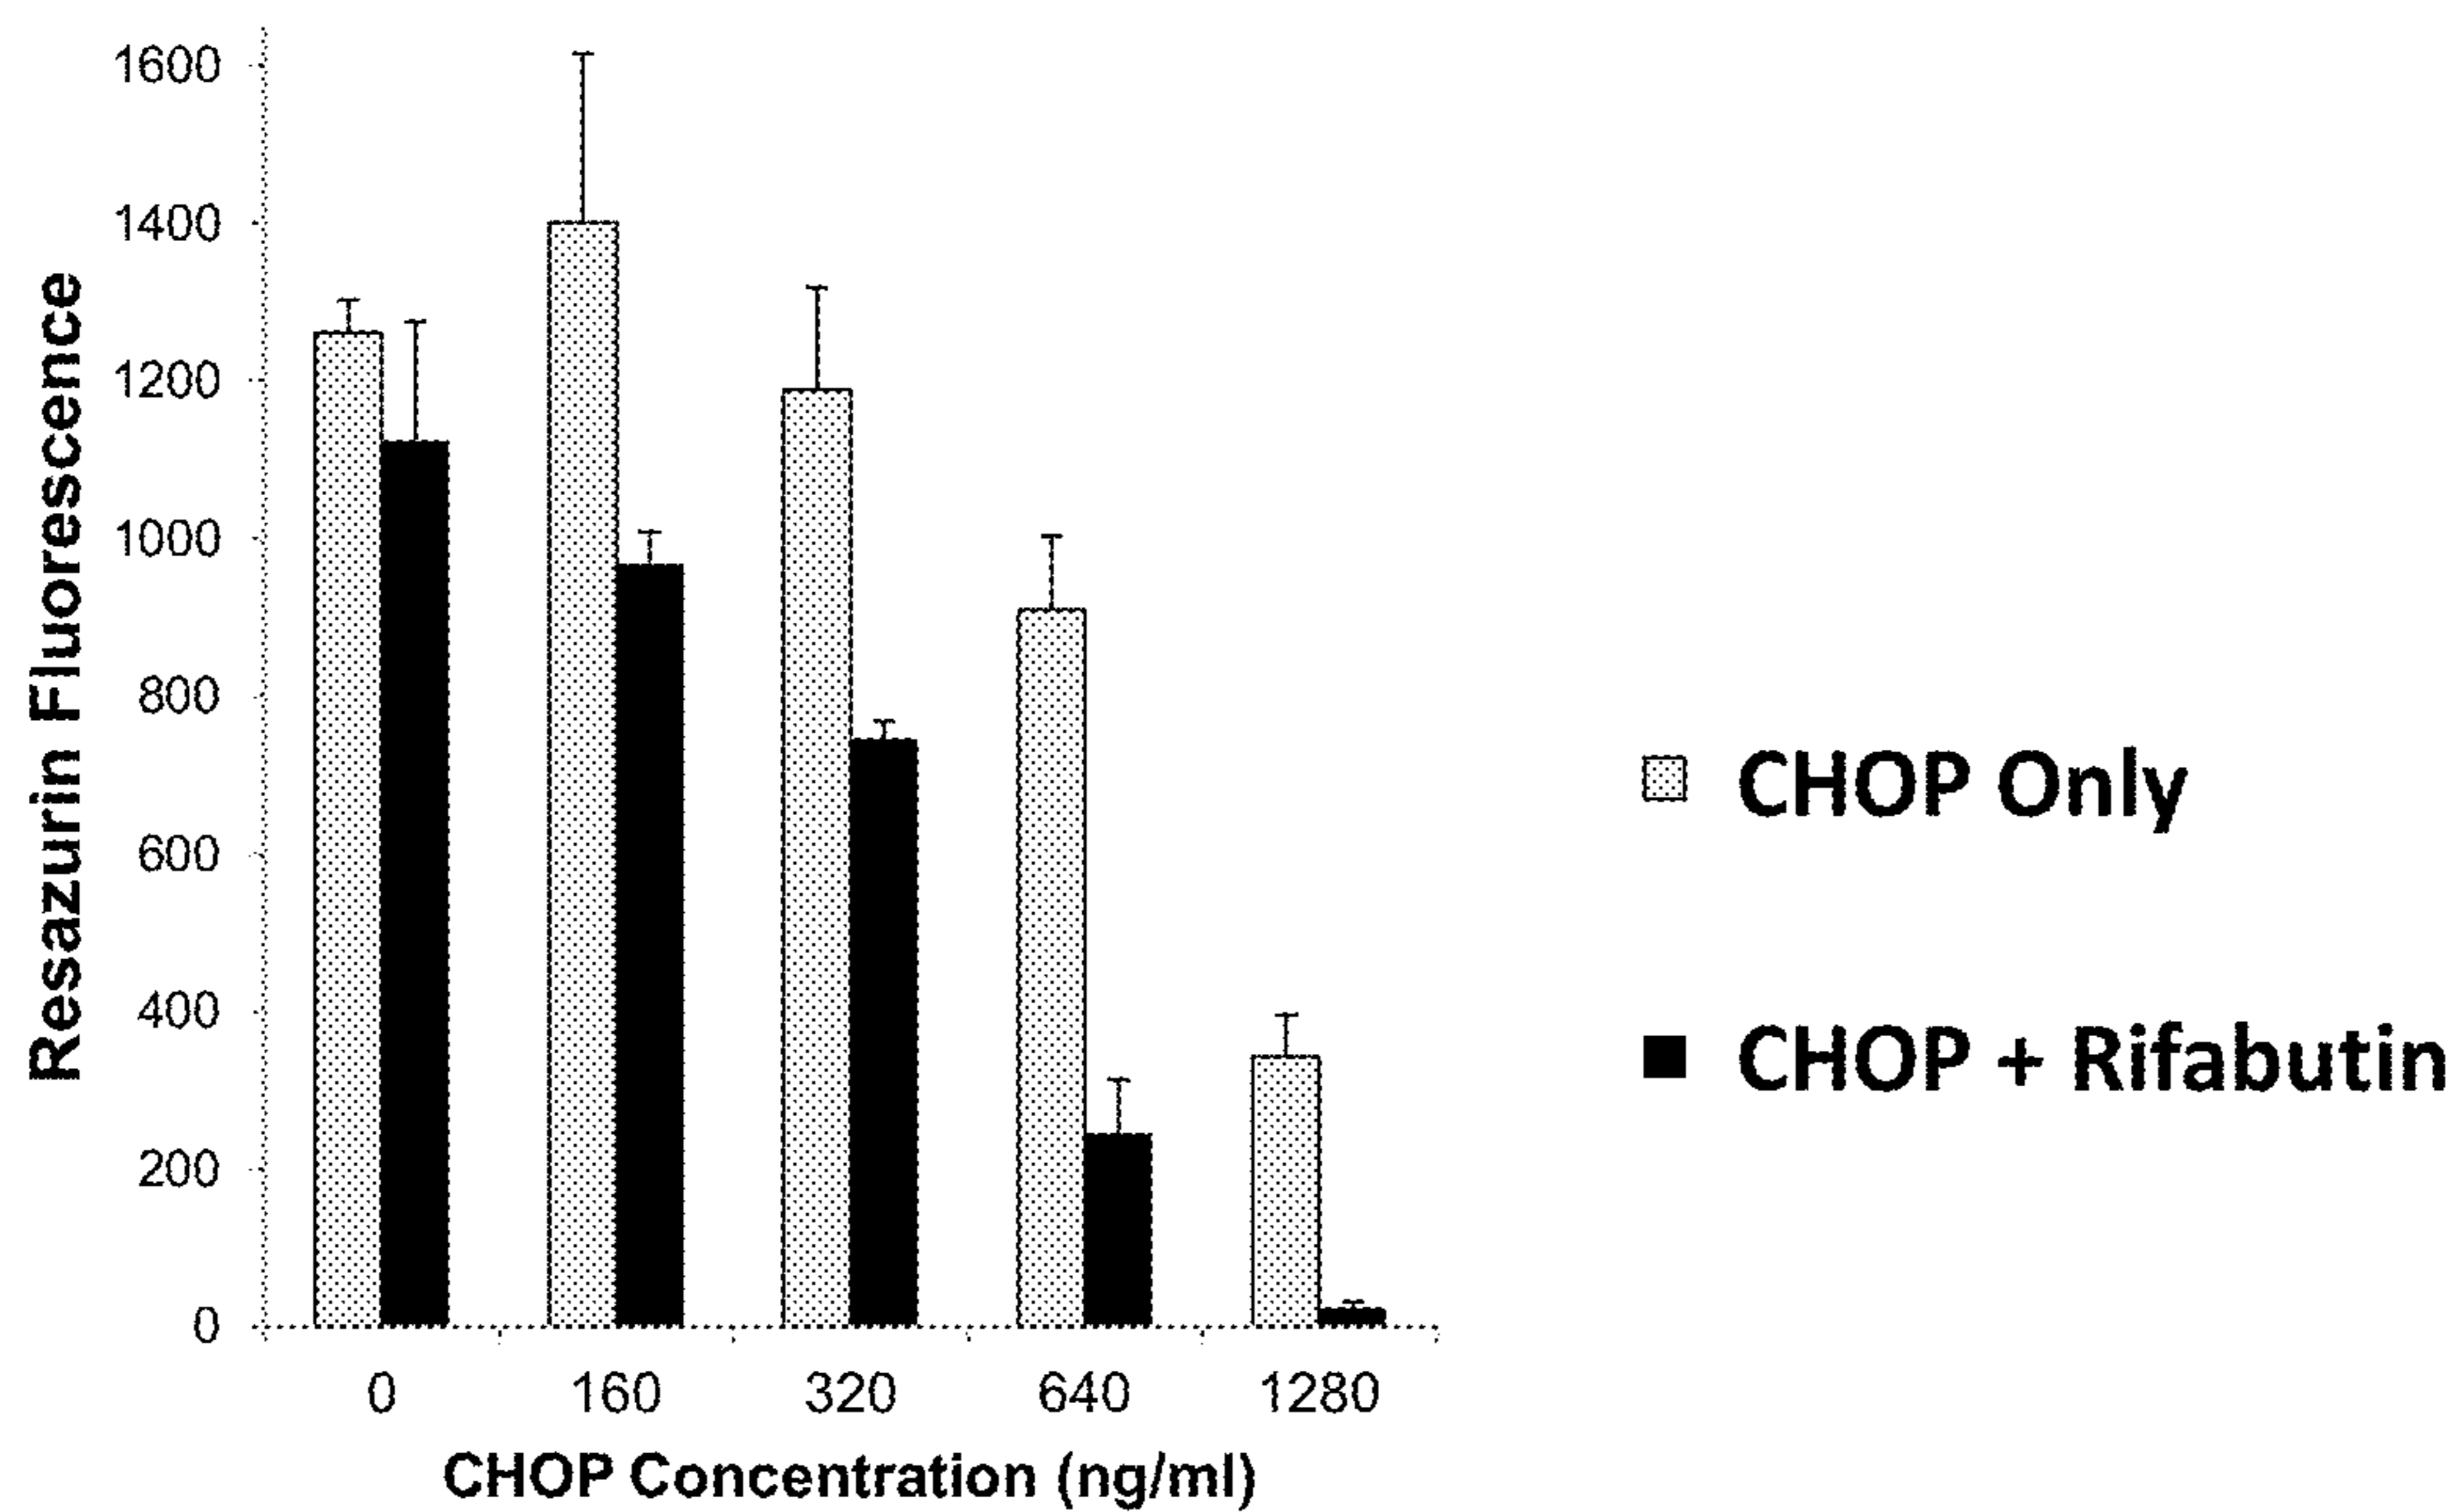 Resazurin Fluorescence
1600
1400
1200
1000
800
600
400
200
0
0 160 320 640 1280
CHOP Concentration (ng/ml)
CHOP Only
CHOP + Rifabutin